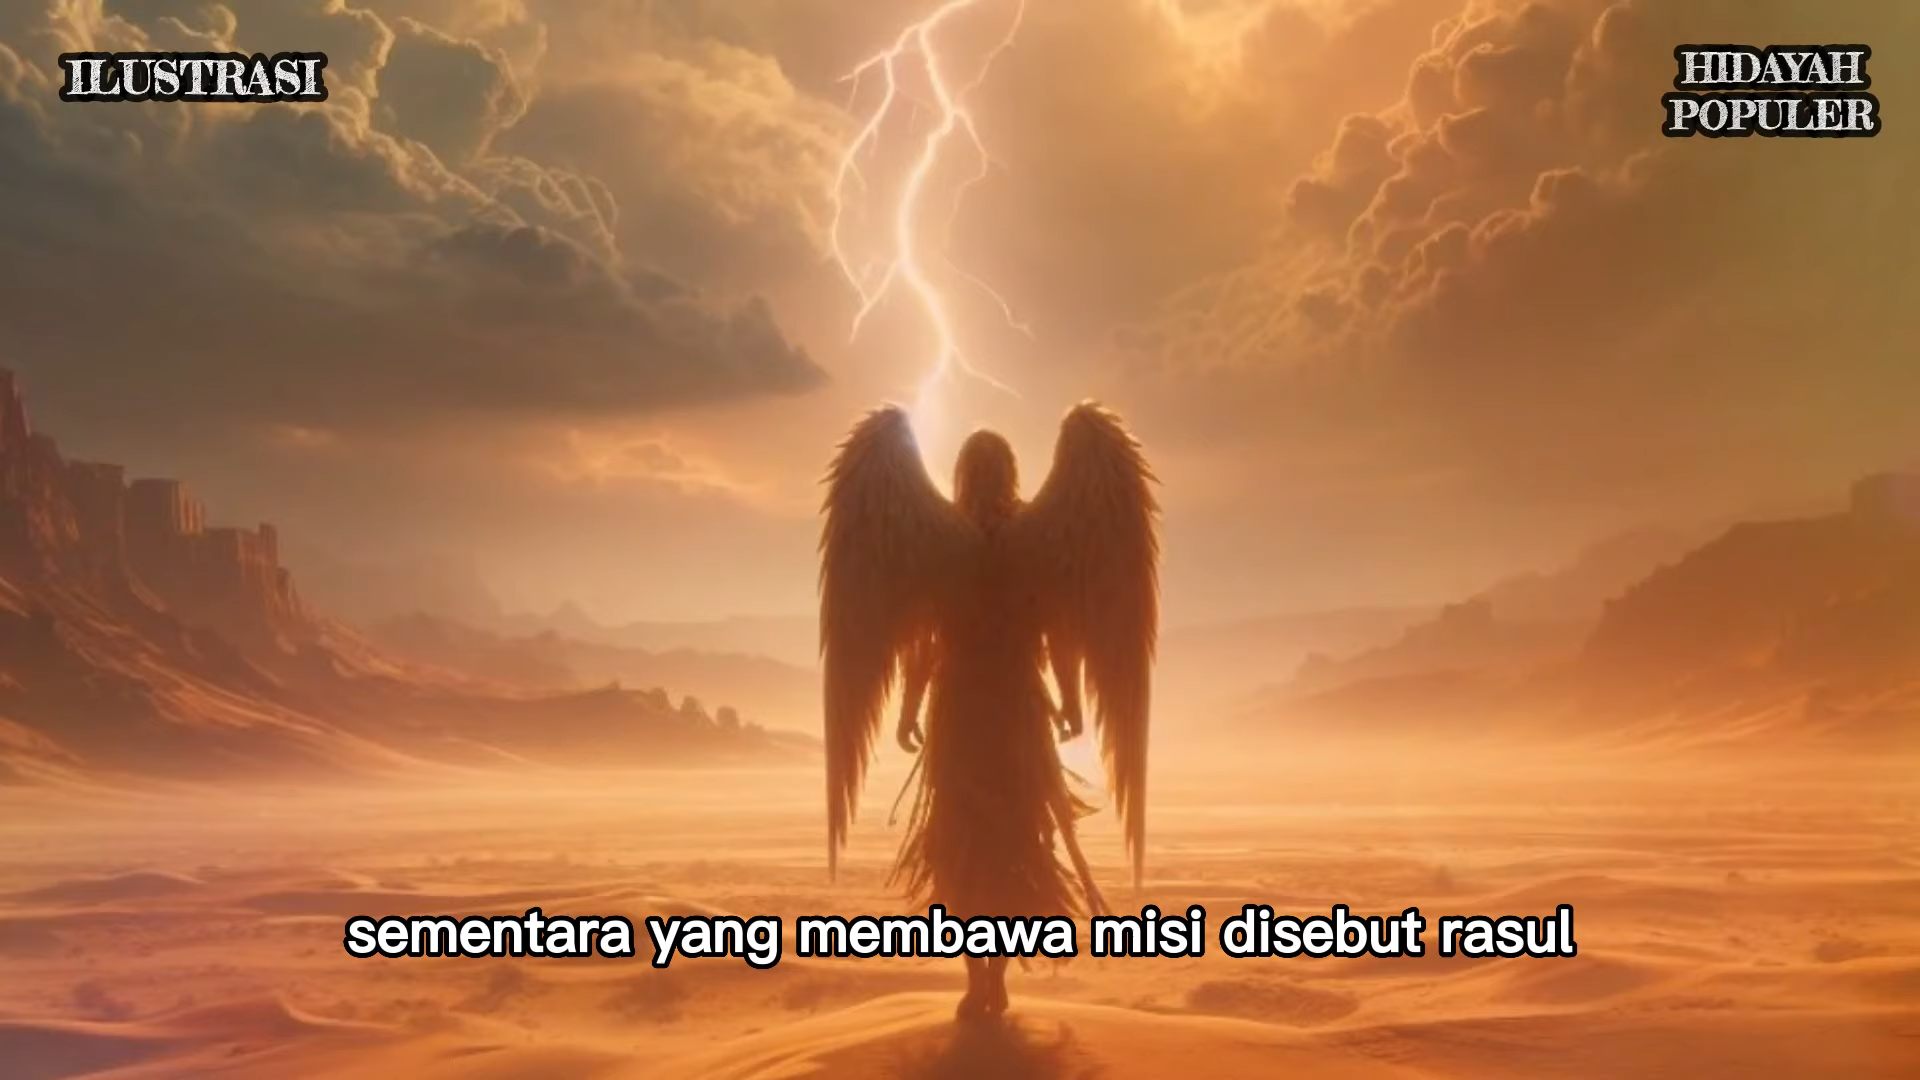 ILUSTRASI
HIDAYAH
POPULER
sementara yang membawa misi disebut rasul